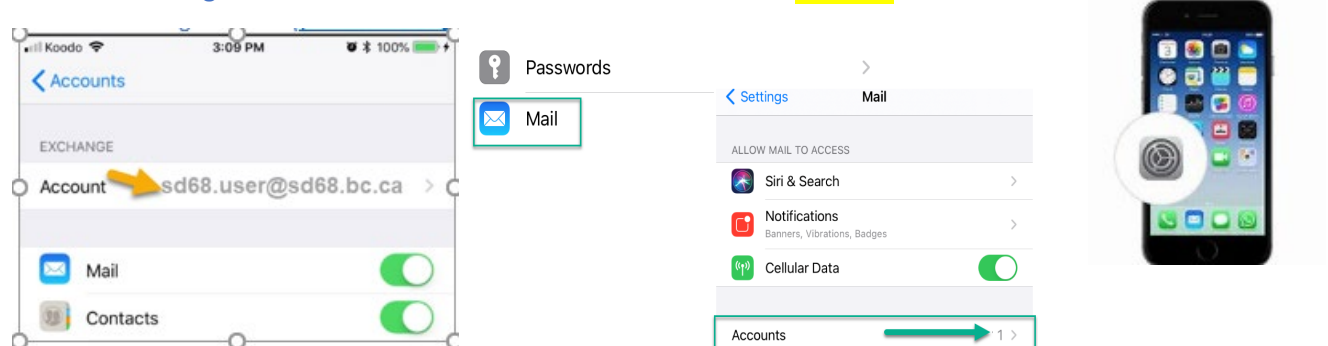 Koodo 3:09 PM 100%
Accounts
EXCHANGE
Account sd68.user@sd68.bc.ca
Mail
Contacts
Passwords
Mail
Settings Mail
ALLOW MAIL TO ACCESS
Siri & Search
Notifications
Banners, Vibrations, Badges
Cellular Data
Accounts 1